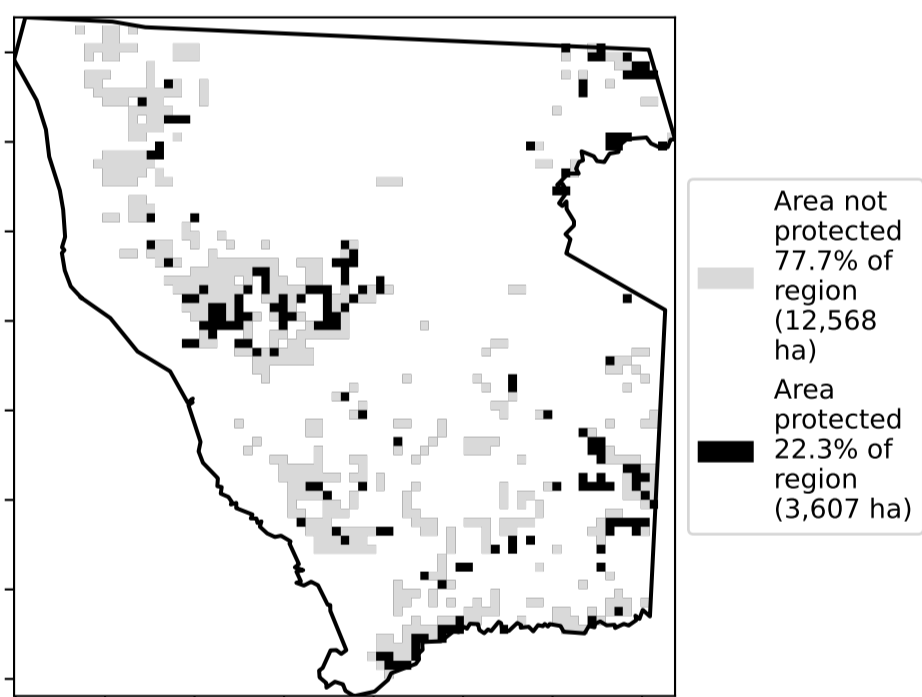 Area not
protected
77.7% of
region
(12,568
ha)
Area
protected
22.3% of
region
(3,607 ha)